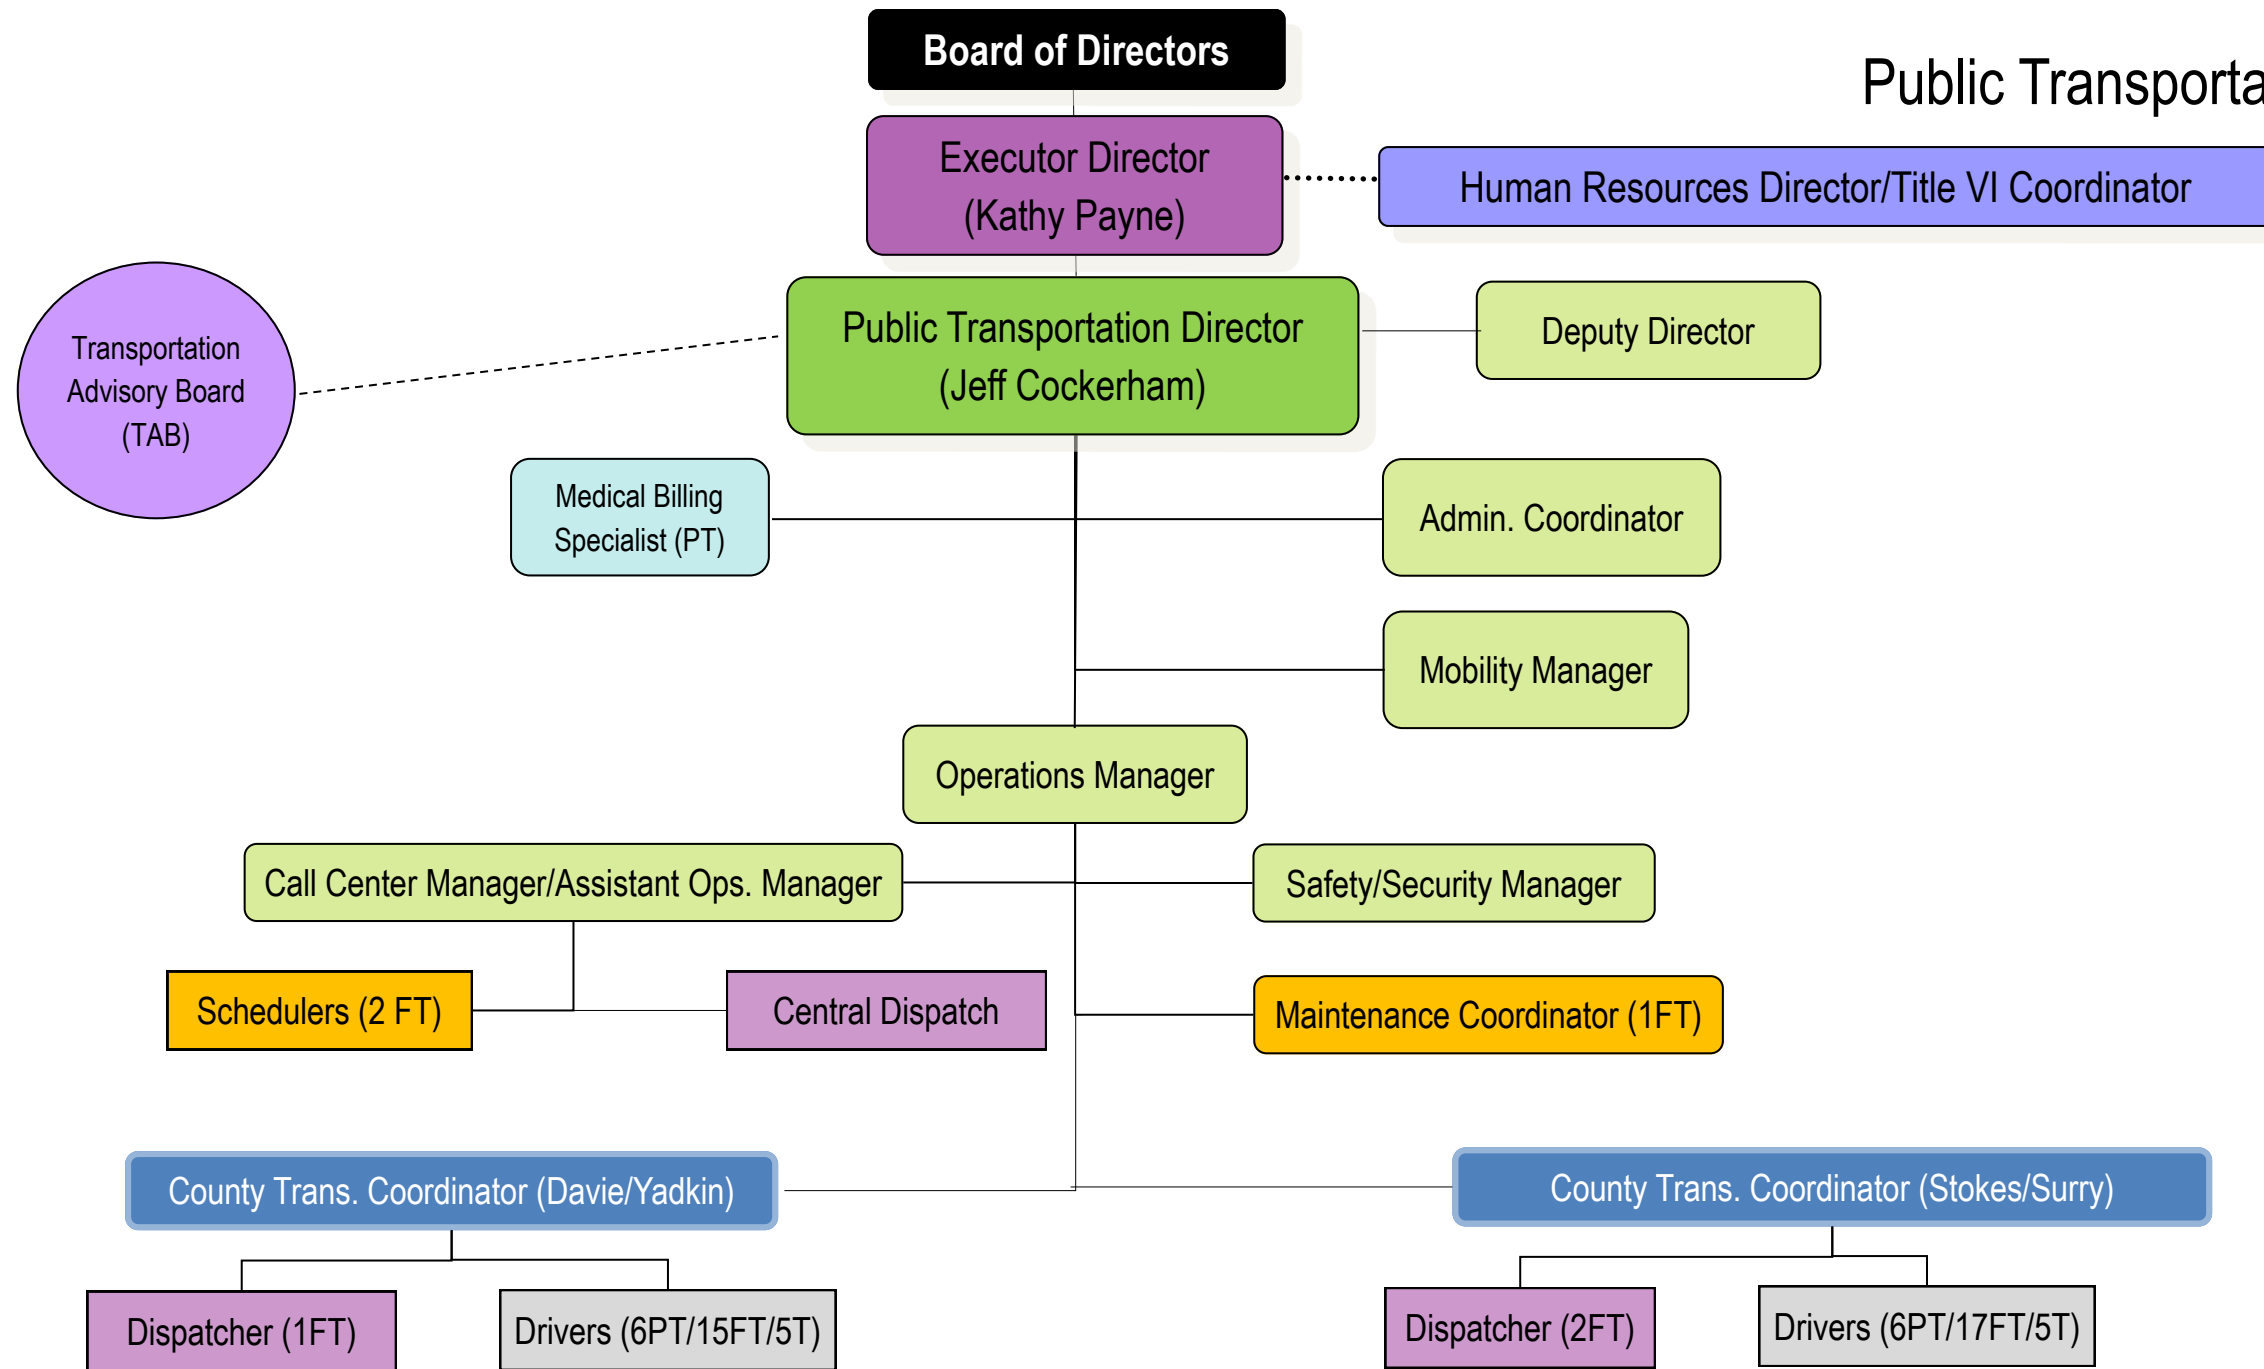 Board of Directors
Public Transporta
Executor Director
(Kathy Payne)
Human Resources Director/Title VI Coordinator
Transportation
Advisory Board
(TAB)
Public Transportation Director
(Jeff Cockerham)
Deputy Director
Medical Billing
Specialist (PT)
Admin. Coordinator
Mobility Manager
Operations Manager
Call Center Manager/Assistant Ops. Manager
Safety/Security Manager
Schedulers (2 FT)
Central Dispatch
Maintenance Coordinator (1FT)
County Trans. Coordinator (Davie/Yadkin)
County Trans. Coordinator (Stokes/Surry)
Dispatcher (1FT)
Drivers (6PT/15FT/5T)
Dispatcher (2FT)
Drivers (6PT/17FT/5T)